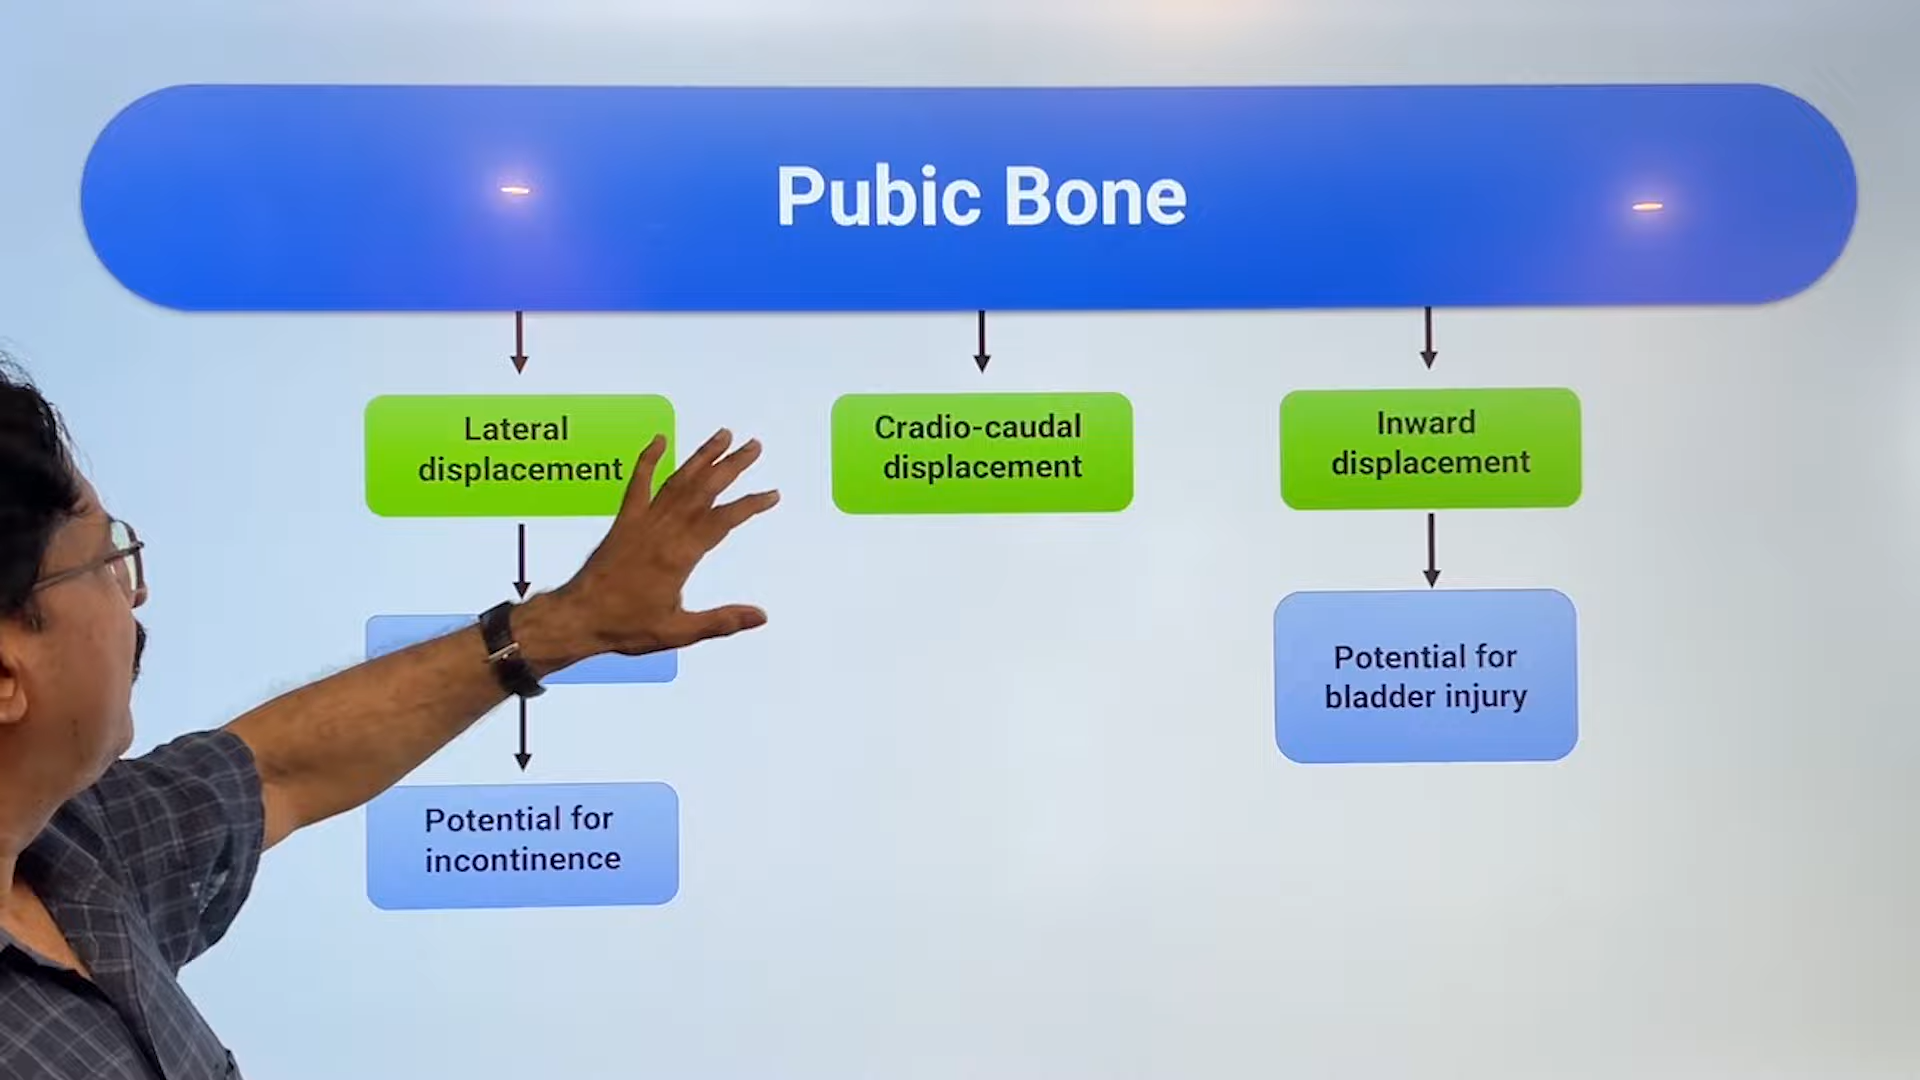 Pubic Bone
Lateral
displacement
Cradio-caudal
displacement
Inward
displacement
Potential for
bladder injury
Potential for
incontinence